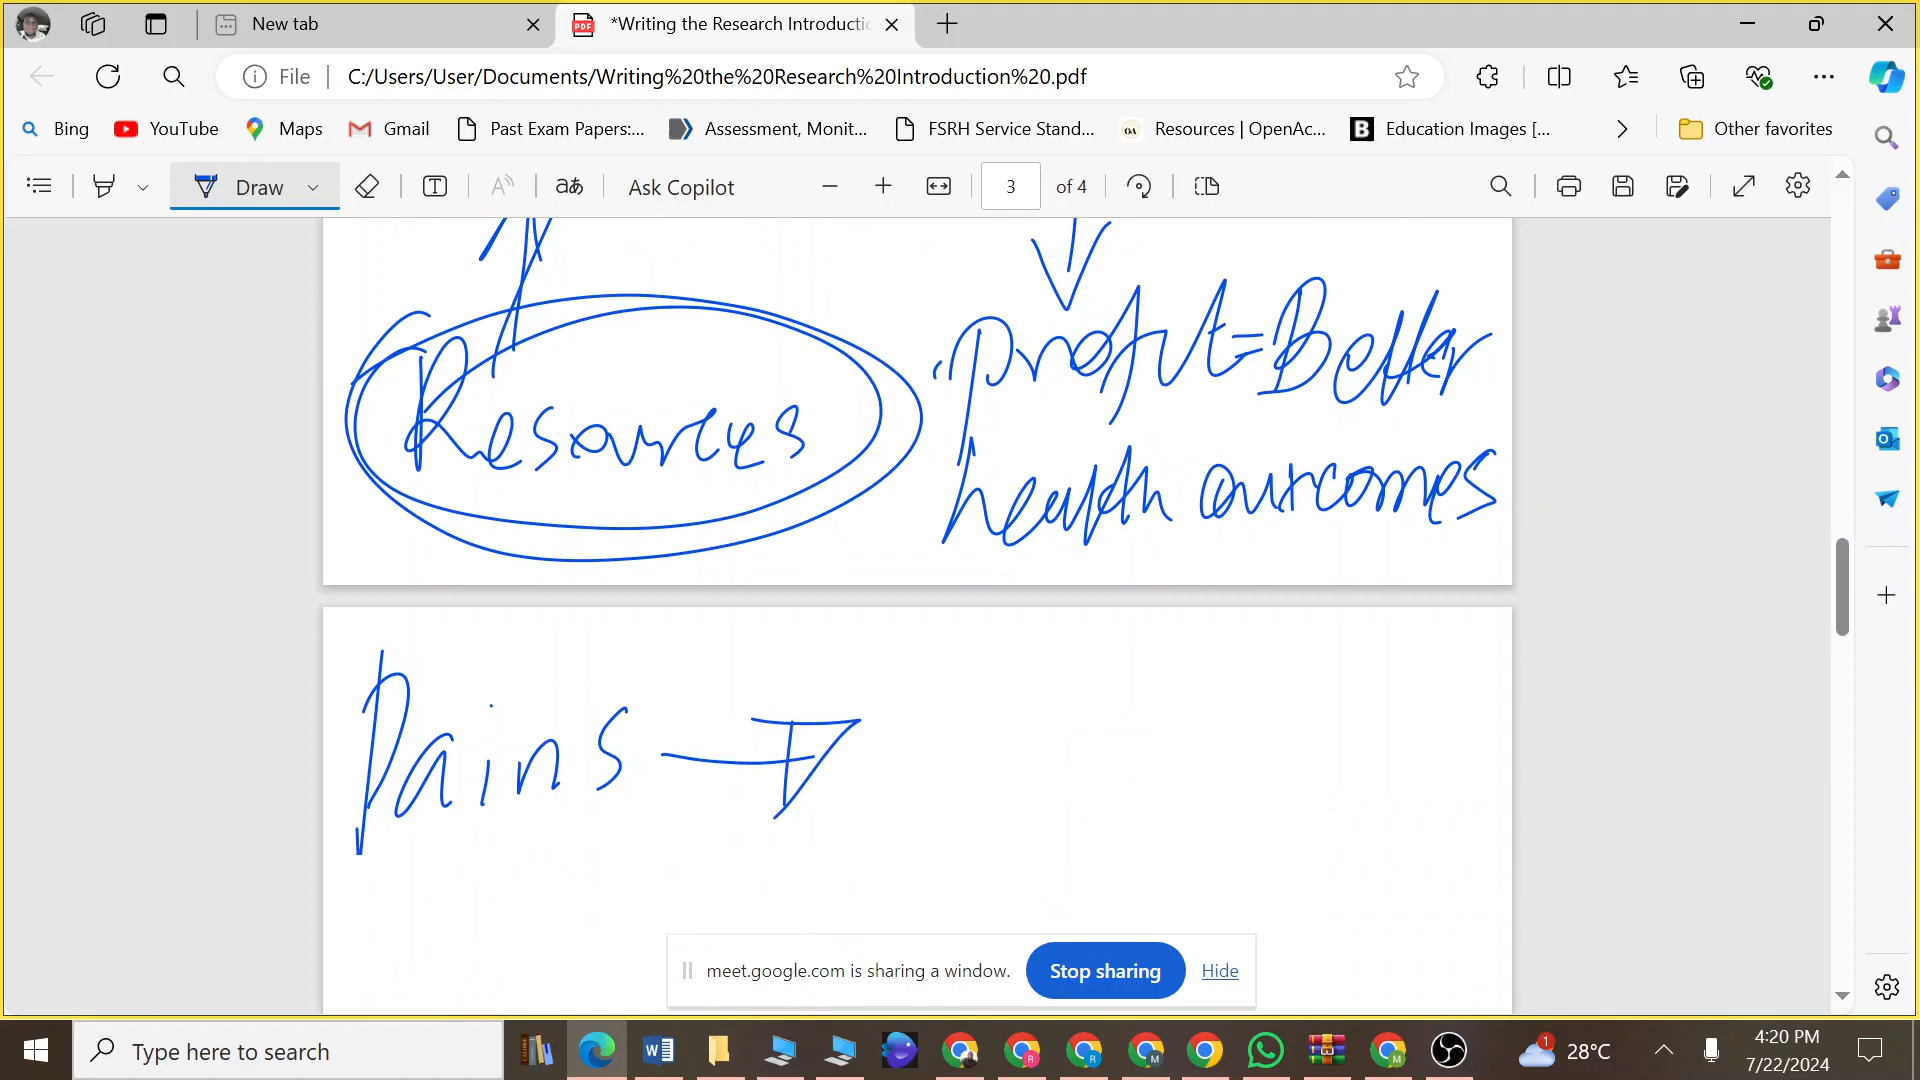 New tab
*Writing the Research Introductio
File
C:/Users/User/Documents/Writing%20the%20Research%20Introduction%20.pdf
Bing
YouTube
Maps
Gmail
Past Exam Papers:...
Assessment, Monit...
FSRH Service Stand...
Resources | OpenAc...
Education Images [...
Other favorites
Draw
Ask Copilot
3 of 4
Resources
profit = Better
health outcomes
Pains
meet.google.com is sharing a window.
Stop sharing
Hide
Type here to search
28°C
4:20 PM
7/22/2024